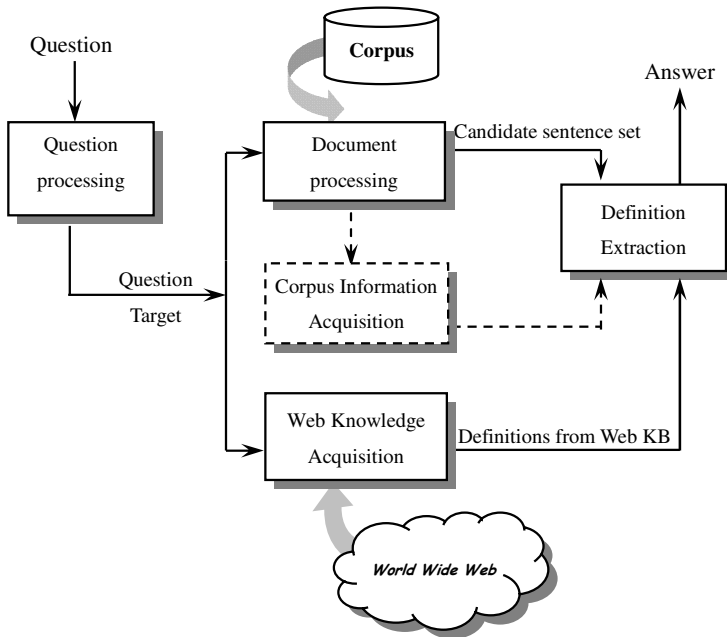 Question
Corpus
Answer
Question
processing
Document
processing
Candidate sentence set
Definition
Extraction
Question
Target
Corpus Information
Acquisition
Web Knowledge
Acquisition
Definitions from Web KB
World Wide Web